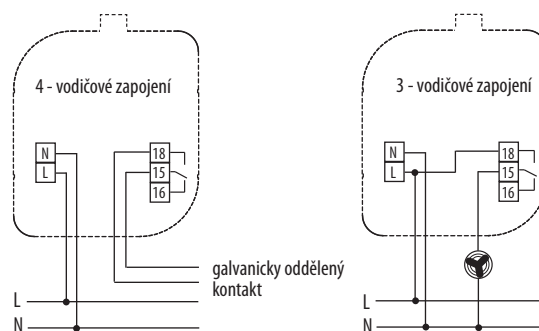 4 - vodičové zapojení
N
L
18
15
16
galvanicky oddělený
kontakt
L
N
3 - vodičové zapojení
N
L
18
15
16
L
N